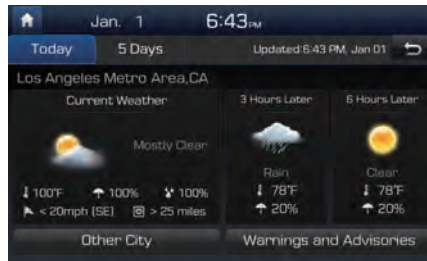 Jan. 1 6:43 PM
Today 5 Days Updated:6:43 PM, Jan 01
Los Angeles Metro Area,CA
Current Weather 3 Hours Later 6 Hours Later
Mostly Clear
Rain Clear
100°F 100% 100% 78°F 78°F
< 20mph (SE) > 25 miles 20% 20%
Other City Warnings and Advisories